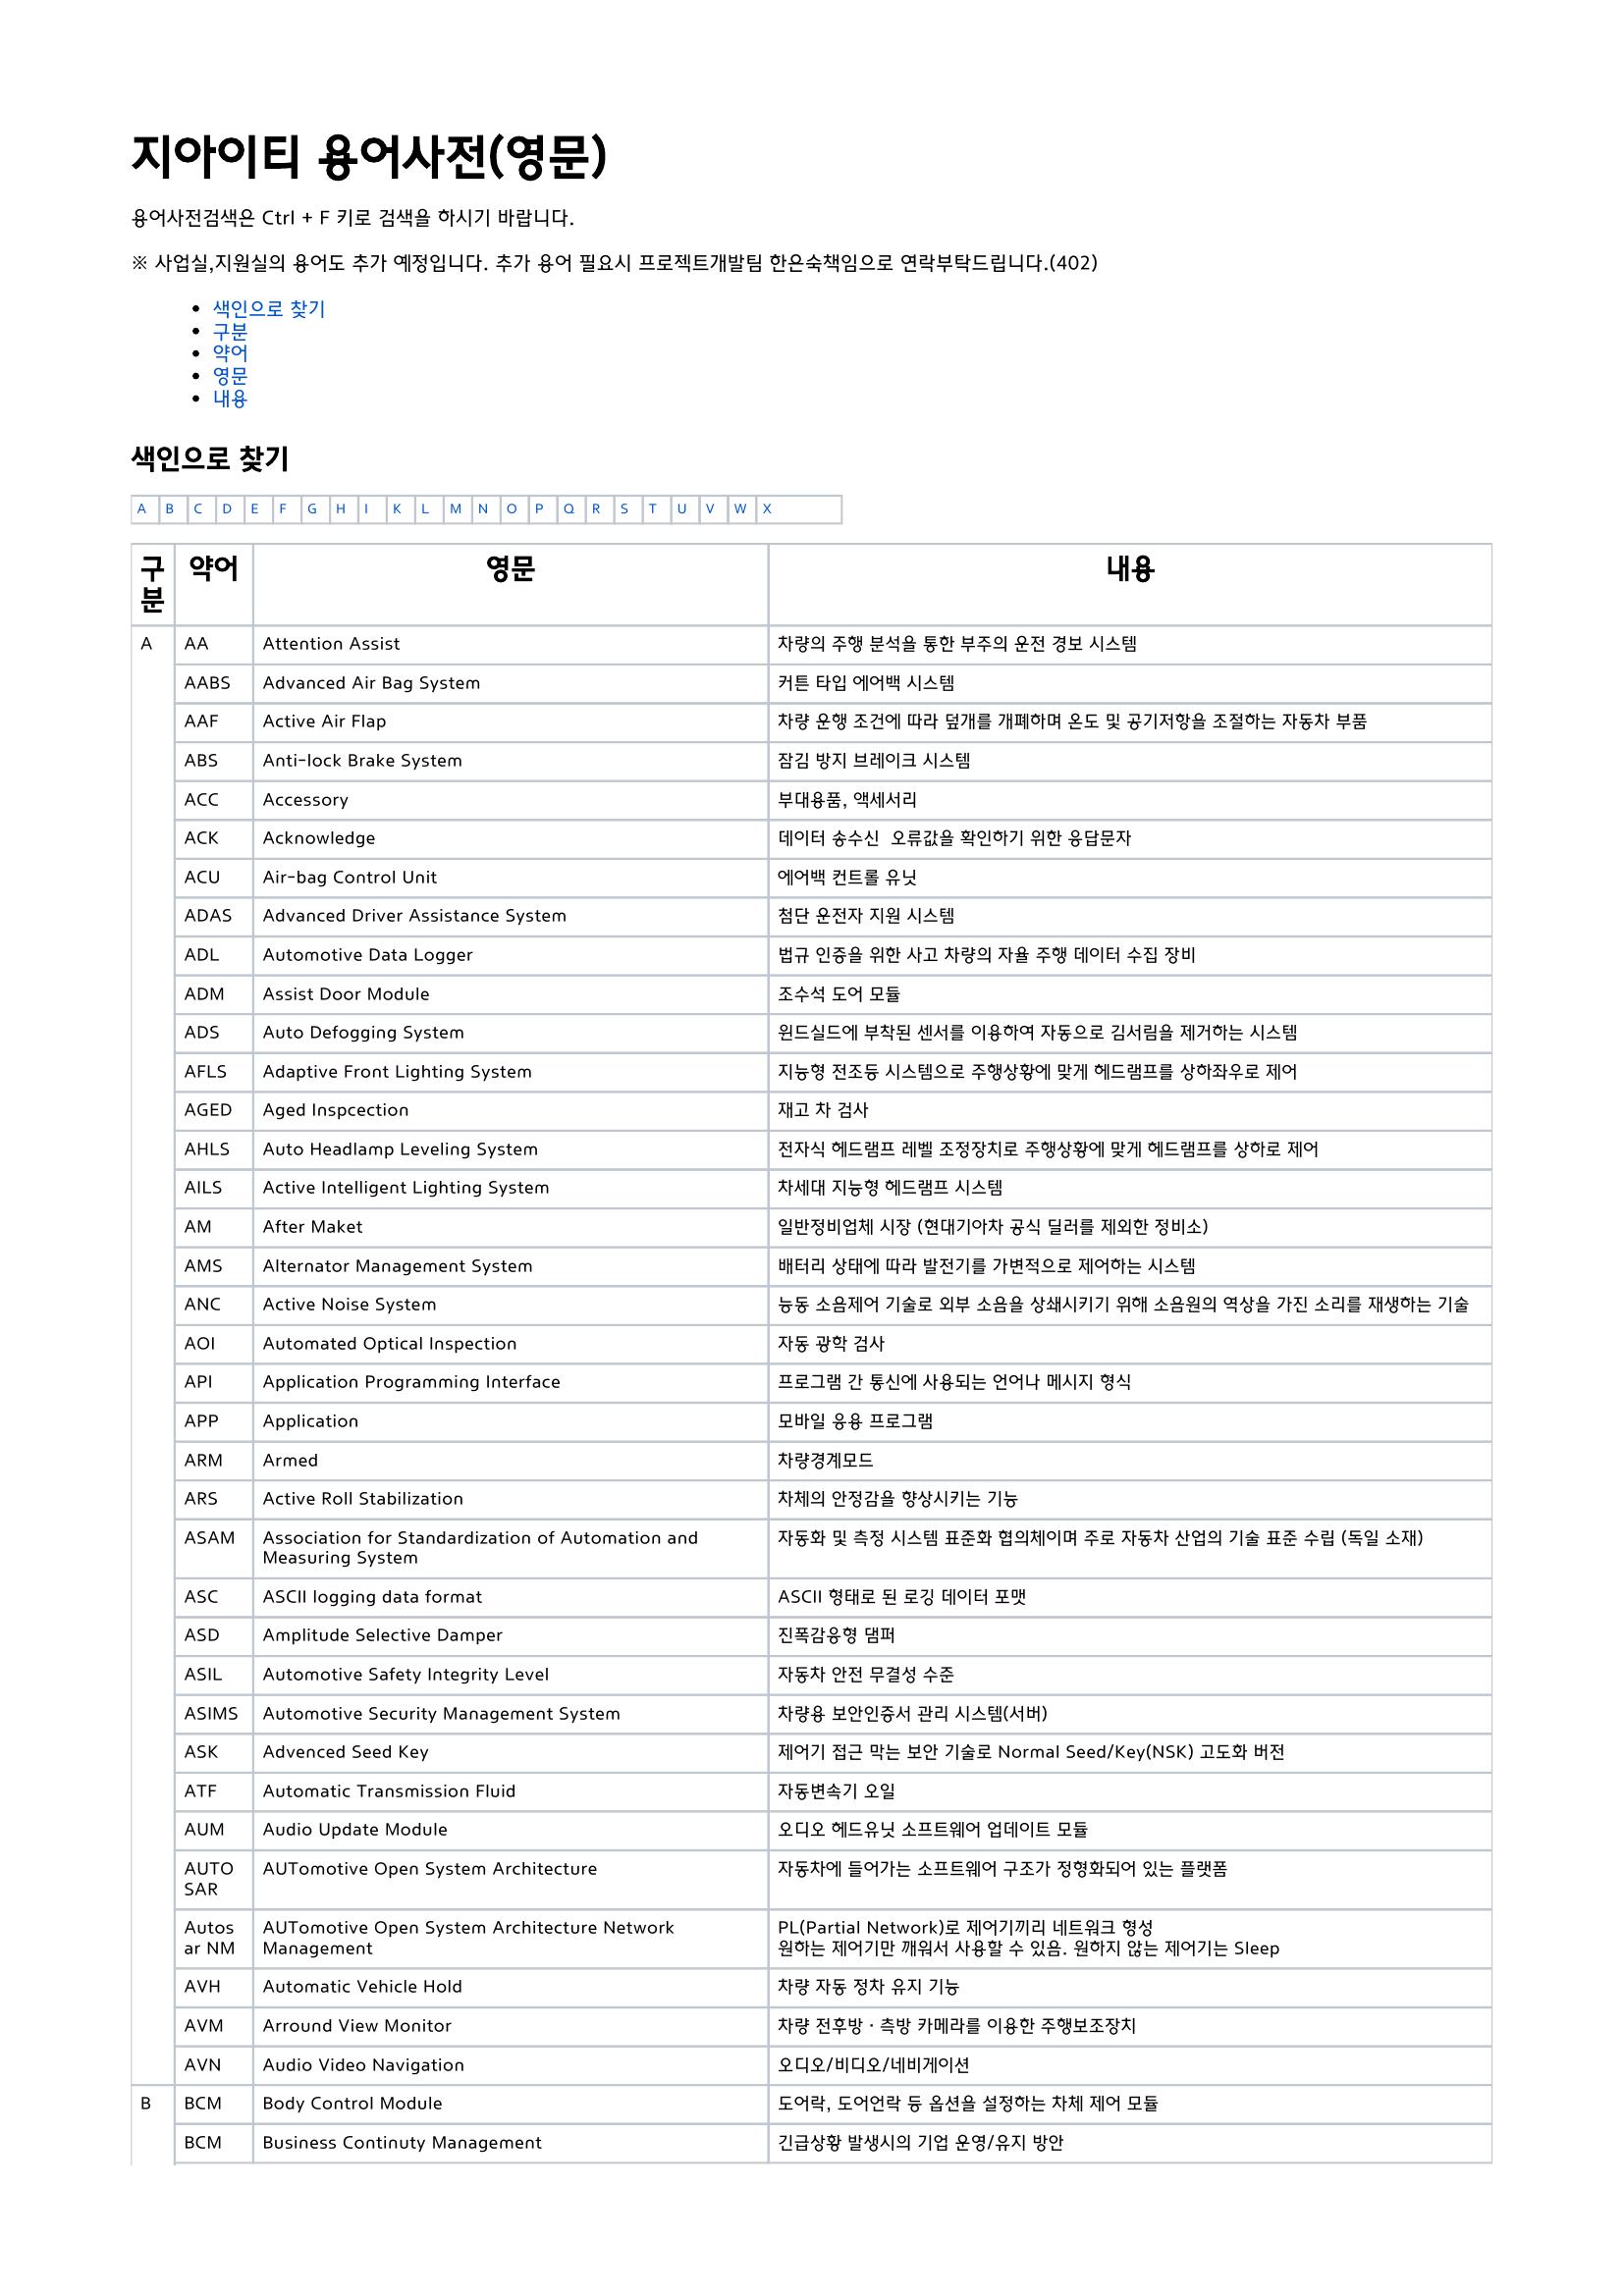 지아이티 용어사전(영문)
용어사전검색은 Ctrl + F 키로 검색을 하시기 바랍니다.
※ 사업실,지원실의 용어도 추가 예정입니다. 추가 용어 필요시 프로젝트개발팀 한은숙책임으로 연락부탁드립니다.(402)
• 색인으로 찾기
• 구분
• 약어
• 영문
• 내용
색인으로 찾기
A B C D E F G H I K L M N O P Q R S T U V W X
구분 약어 영문 내용
A AA Attention Assist 차량의 주행 분석을 통한 부주의 운전 경보 시스템
AABS Advanced Air Bag System 커튼 타입 에어백 시스템
AAF Active Air Flap 차량 운행 조건에 따라 덮개를 개폐하며 온도 및 공기저항을 조절하는 자동차 부품
ABS Anti-lock Brake System 잠김 방지 브레이크 시스템
ACC Accessory 부대용품, 액세서리
ACK Acknowledge 데이터 송수신  오류값을 확인하기 위한 응답문자
ACU Air-bag Control Unit 에어백 컨트롤 유닛
ADAS Advanced Driver Assistance System 첨단 운전자 지원 시스템
ADL Automotive Data Logger 법규 인증을 위한 사고 차량의 자율 주행 데이터 수집 장비
ADM Assist Door Module 조수석 도어 모듈
ADS Auto Defogging System 윈드실드에 부착된 센서를 이용하여 자동으로 김서림을 제거하는 시스템
AFLS Adaptive Front Lighting System 지능형 전조등 시스템으로 주행상황에 맞게 헤드램프를 상하좌우로 제어
AGED Aged Inspcection 재고 차 검사
AHLS Auto Headlamp Leveling System 전자식 헤드램프 레벨 조정장치로 주행상황에 맞게 헤드램프를 상하로 제어
AILS Active Intelligent Lighting System 차세대 지능형 헤드램프 시스템
AM After Maket 일반정비업체 시장 (현대기아차 공식 딜러를 제외한 정비소)
AMS Alternator Management System 배터리 상태에 따라 발전기를 가변적으로 제어하는 시스템
ANC Active Noise System 능동 소음제어 기술로 외부 소음을 상쇄시키기 위해 소음원의 역상을 가진 소리를 재생하는 기술
AOI Automated Optical Inspection 자동 광학 검사
API Application Programming Interface 프로그램 간 통신에 사용되는 언어나 메시지 형식
APP Application 모바일 응용 프로그램
ARM Armed 차량경계모드
ARS Active Roll Stabilization 차체의 안정감을 향상시키는 기능
ASAM Association for Standardization of Automation and 자동화 및 측정 시스템 표준화 협의체이며 주로 자동차 산업의 기술 표준 수립 (독일 소재)
Measuring System
ASC ASCII logging data format ASCII 형태로 된 로깅 데이터 포맷
ASD Amplitude Selective Damper 진폭감응형 댐퍼
ASIL Automotive Safety Integrity Level 자동차 안전 무결성 수준
ASIMS Automotive Security Management System 차량용 보안인증서 관리 시스템(서버)
ASK Advenced Seed Key 제어기 접근 막는 보안 기술로 Normal Seed/Key(NSK) 고도화 버전
ATF Automatic Transmission Fluid 자동변속기 오일
AUM Audio Update Module 오디오 헤드유닛 소프트웨어 업데이트 모듈
AUTO AUTomotive Open System Architecture 자동차에 들어가는 소프트웨어 구조가 정형화되어 있는 플랫폼
SAR
Autos AUTomotive Open System Architecture Network PL(Partial Network)로 제어기끼리 네트워크 형성
ar NM Management 원하는 제어기만 깨워서 사용할 수 있음. 원하지 않는 제어기는 Sleep
AVH Automatic Vehicle Hold 차량 자동 정차 유지 기능
AVM Arround View Monitor 차량 전후방 · 측방 카메라를 이용한 주행보조장치
AVN Audio Video Navigation 오디오/비디오/네비게이션
B BCM Body Control Module 도어락, 도어언락 등 옵션을 설정하는 차체 제어 모듈
BCM Business Continuty Management 긴급상황 발생시의 기업 운영/유지 방안